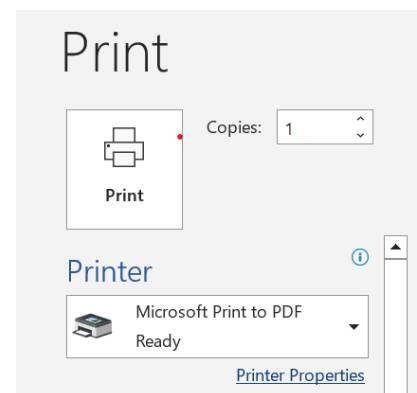 Print
Copies: 1
Print
Printer
Microsoft Print to PDF
Ready
Printer Properties